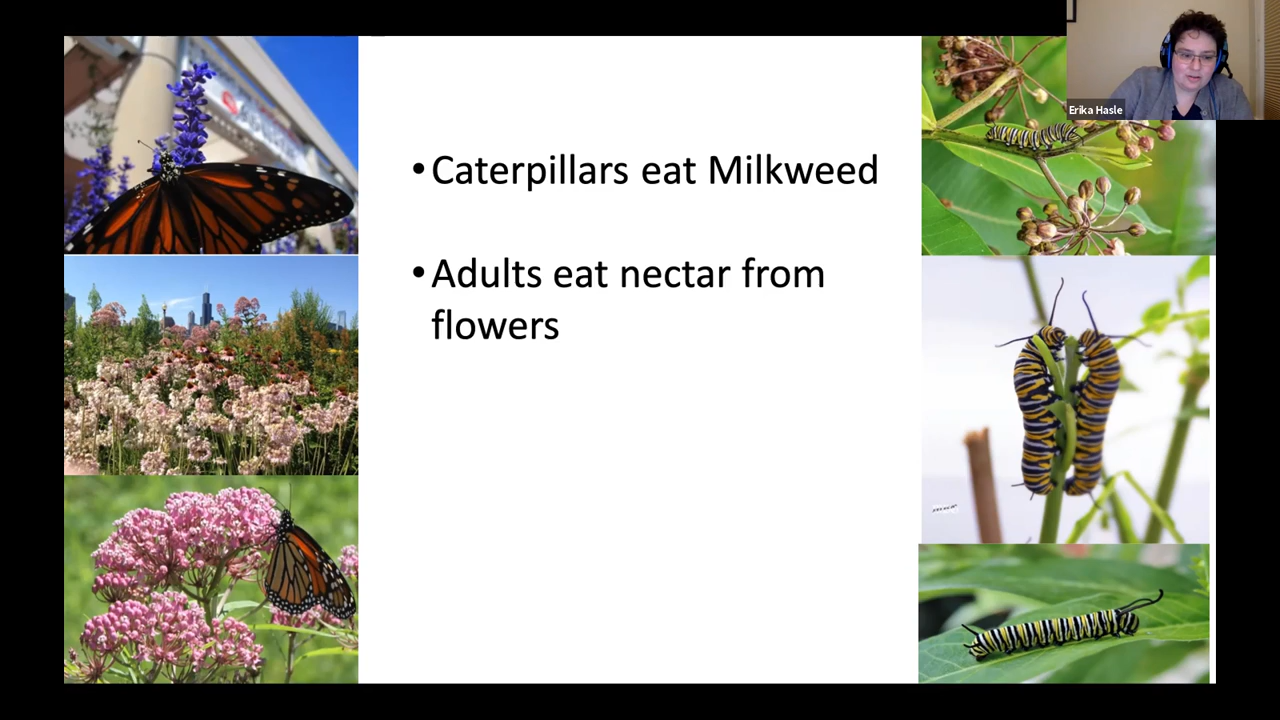 Erika Hasle
•Caterpillars eat Milkweed
•Adults eat nectar from
flowers